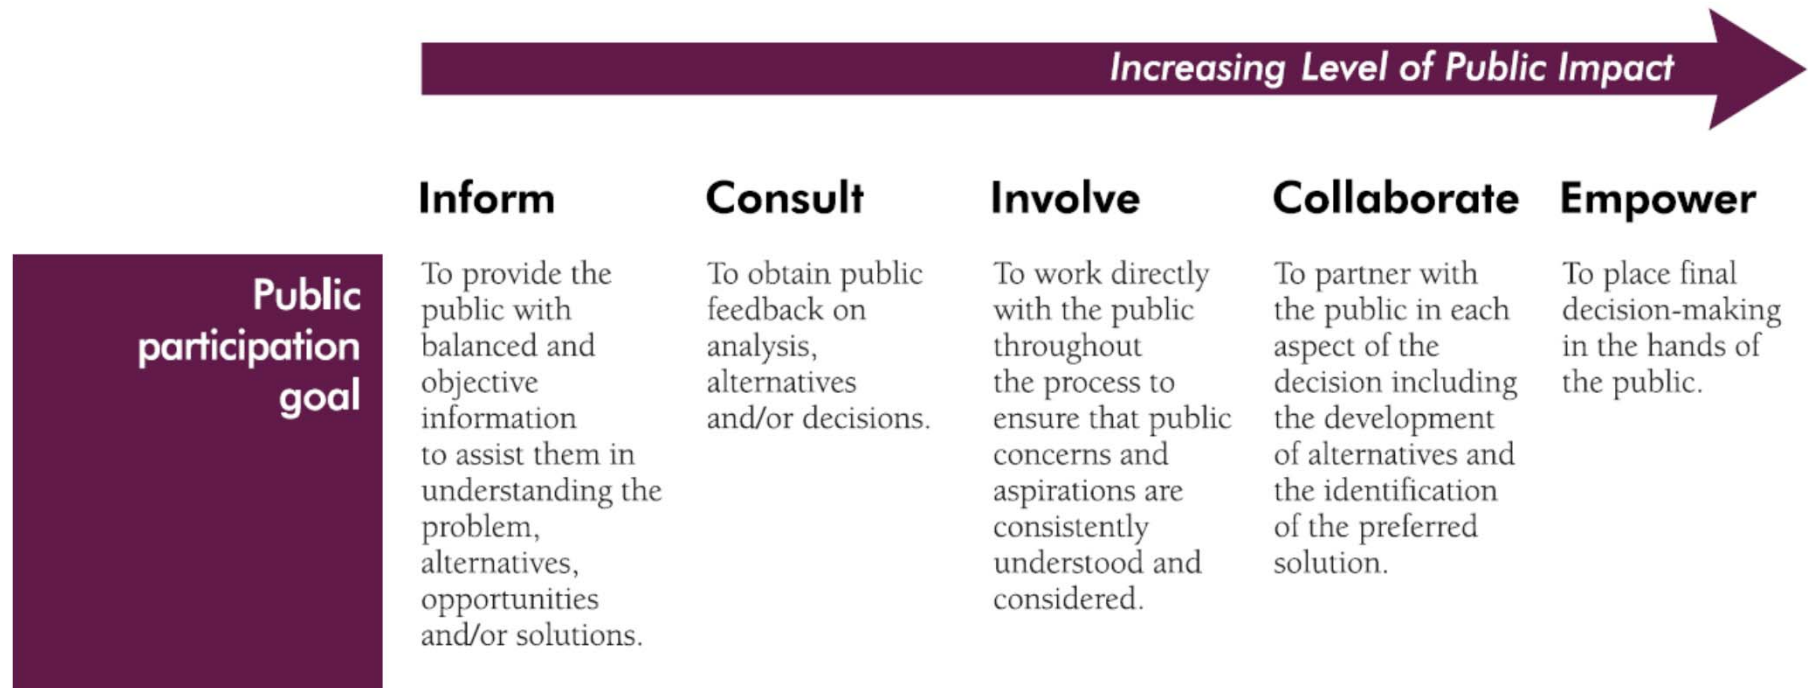 Increasing Level of Public Impact
Inform
Consult
Involve
Collaborate
Empower
Public
participation
goal
To provide the
public with
balanced and
objective
information
to assist them in
understanding the
problem,
alternatives,
opportunities
and/or solutions.
To obtain public
feedback on
analysis,
alternatives
and/or decisions.
To work directly
with the public
throughout
the process to
ensure that public
concerns and
aspirations are
consistently
understood and
considered.
To partner with
the public in each
aspect of the
decision including
the development
of alternatives and
the identification
of the preferred
solution.
To place final
decision-making
in the hands of
the public.